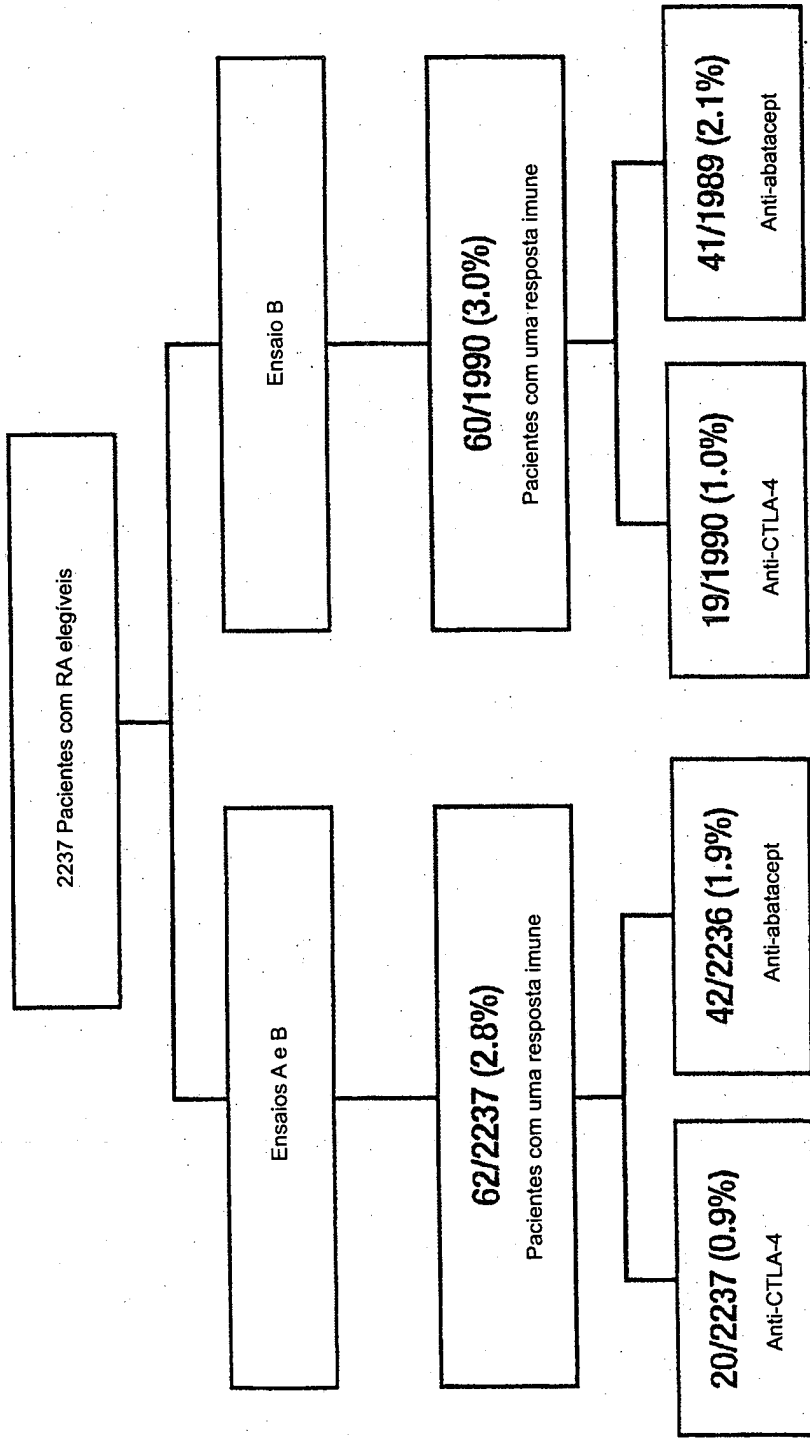 2237 Pacientes com RA elegíveis
Ensaios A e B
Ensaio B
62/2237 (2.8%)
Pacientes com uma resposta imune
60/1990 (3.0%)
Pacientes com uma resposta imune
20/2237 (0.9%)
Anti-CTLA-4
42/2236 (1.9%)
Anti-abatacept
19/1990 (1.0%)
Anti-CTLA-4
41/1989 (2.1%)
Anti-abatacept